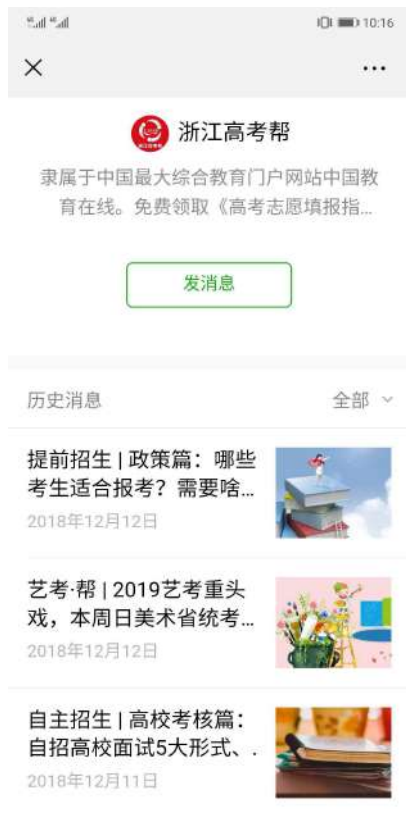 10:16
浙江高考帮
隶属于中国最大综合教育门户网站中国教
育在线。免费领取《高考志愿填报指...
发消息
历史消息
全部
提前招生 | 政策篇：哪些
考生适合报考？需要啥...
2018年12月12日
艺考·帮 | 2019艺考重头
戏，本周日美术省统考...
2018年12月12日
自主招生 | 高校考核篇：
自招高校面试5大形式、.
2018年12月11日